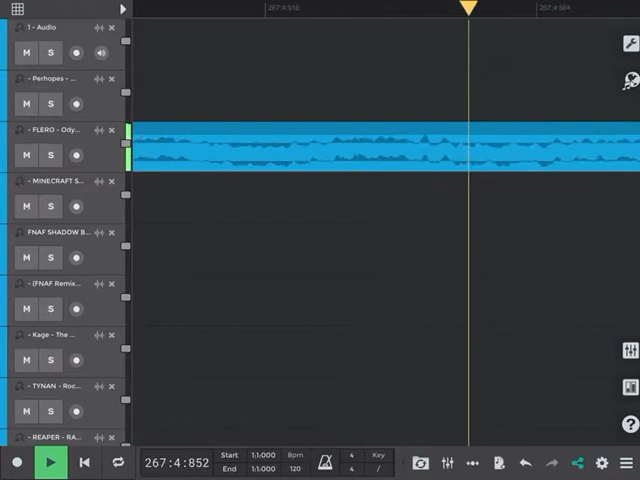 267:4:916
267:4:684
1 - Audio
M S
- Perhopes - ...
M S
- FLERO - Ody...
M S
- MINECRAFT S...
M S
FNAF SHADOW B...
M S
- (FNAF Remix...
M S
- Kage - The ...
M S
- TYNAN - Roc...
M S
- REAPER - RA...
267:4:852
Start 1:1:000 Bpm 4 Key
End 1:1:000 120 4 /
?